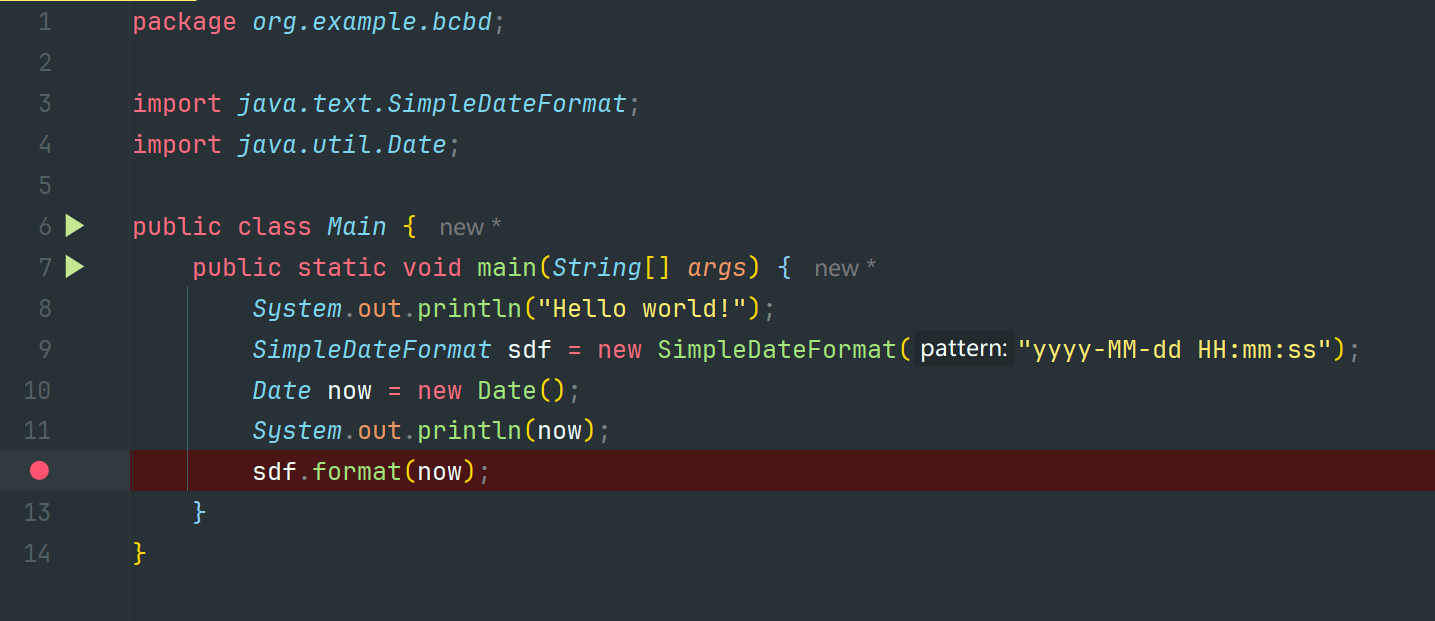 1 package org.example.bcbd;
2
3 import java.text.SimpleDateFormat;
4 import java.util.Date;
5
6 public class Main { new *
7 public static void main(String[] args) { new *
8 System.out.println("Hello world!");
9 SimpleDateFormat sdf = new SimpleDateFormat( pattern: "yyyy-MM-dd HH:mm:ss");
10 Date now = new Date();
11 System.out.println(now);
sdf.format(now);
13 }
14 }